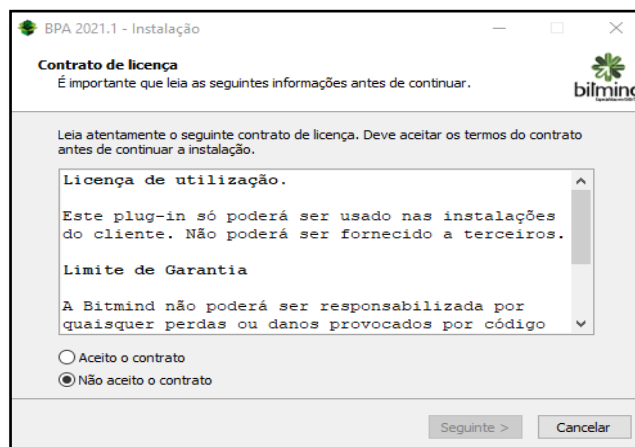 BPA 2021.1 - Instalação
Contrato de licença
É importante que leia as seguintes informações antes de continuar.
bitmind
Leia atentamente o seguinte contrato de licença. Deve aceitar os termos do contrato
antes de continuar a instalação.
Licença de utilização.
Este plug-in só poderá ser usado nas instalações
do cliente. Não poderá ser fornecido a terceiros.
Limite de Garantia
A Bitmind não poderá ser responsabilizada por
quaisquer perdas ou danos provocados por código
Aceito o contrato
Não aceito o contrato
Seguinte >
Cancelar